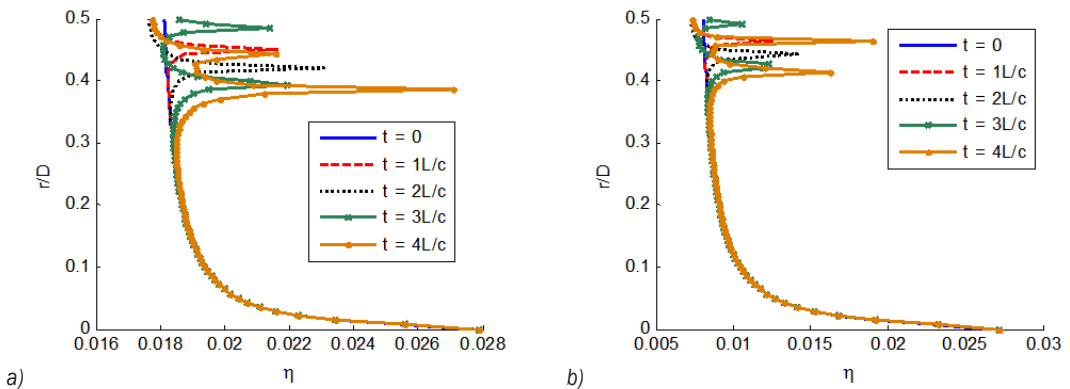 0.5
0.4
0.3
0.2
0.1
0
r/D
0.016
0.018
0.02
0.022
0.024
0.026
0.028
η
t = 0
t = 1L/c
t = 2L/c
t = 3L/c
t = 4L/c
a)
0.5
0.4
0.3
0.2
0.1
0
r/D
0.005
0.01
0.015
0.02
0.025
0.03
η
t = 0
t = 1L/c
t = 2L/c
t = 3L/c
t = 4L/c
b)